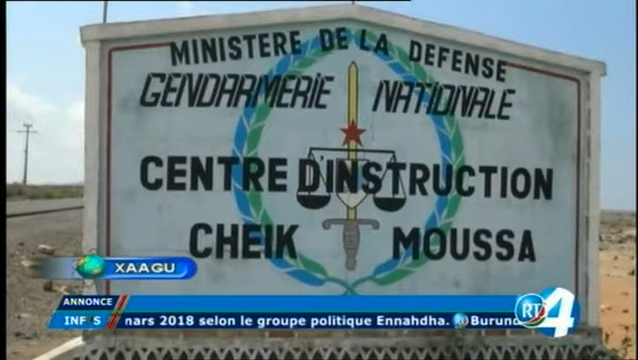 MINISTERE DE LA DEFENSE
GENDARMERIE NATIONALE
CENTRE D'INSTRUCTION
CHEIK MOUSSA
XAAGU
ANNONCE
INFOS
mars 2018 selon le groupe politique Ennahdha. Burund
RTD 4